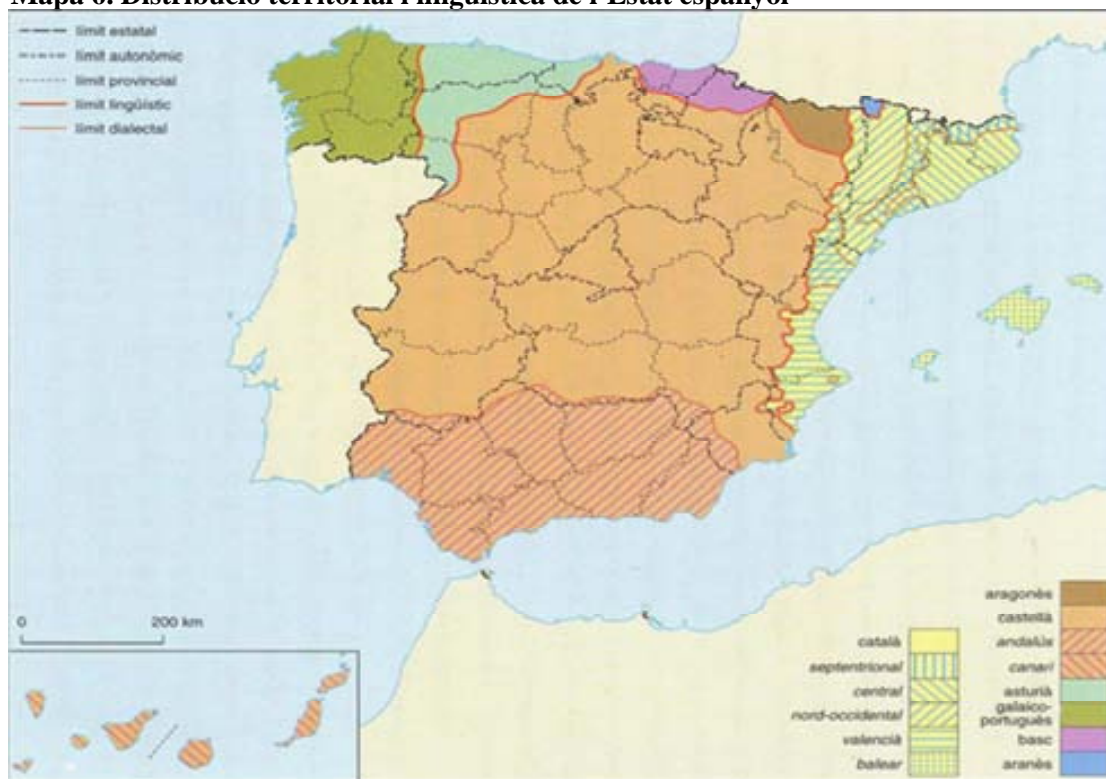 Mapa 6. Distribució territorial i lingüística de l'Estat espanyol
límit estatal
límit autonòmic
límit provincial
límit lingüístic
límit dialectal
0 200 km
català
septentrional
central
nord-occidental
valencià
balear
aragonès
castellà
andalús
canari
asturià
galaico-
portuguès
basc
aranès